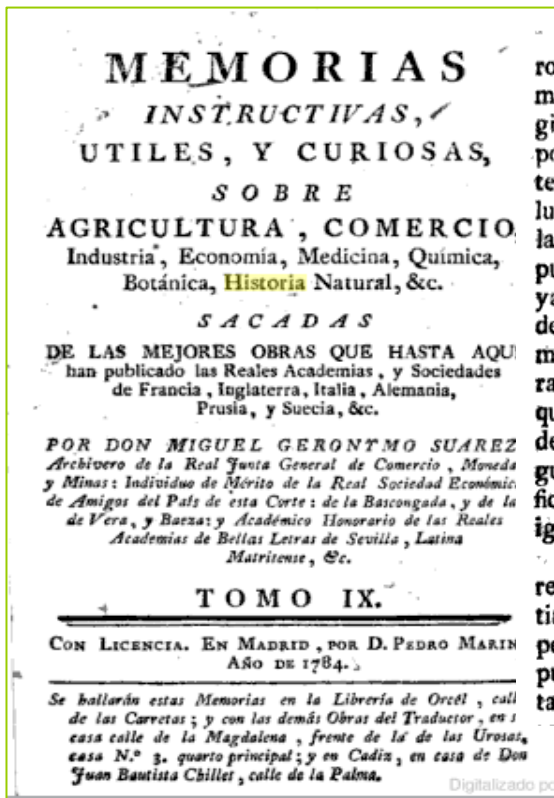 MEMORIAS
INSTRUCTIVAS,
UTILES, Y CURIOSAS,
SOBRE
AGRICULTURA, COMERCIO
Industria, Economía, Medicina, Química,
Botánica, Historia Natural, &c.
SACADAS
DE LAS MEJORES OBRAS QUE HASTA AQU
han publicado las Reales Academias, y Sociedades
de Francia, Inglaterra, Italia, Alemania,
Prusia, y Suecia, &c.
POR DON MIGUEL GERONYMO SUAREZ
Archivero de la Real Junta General de Comercio, Moneda
y Minas: Individuo de Mérito de la Real Sociedad Económic
de Amigos del País de esta Corte: de la Bascongada, y de la
de Vera, y Baeza: y Académico Honorario de las Reales
Academias de Bellas Letras de Sevilla, Latina
Matritense, &c.
TOMO IX.
CON LICENCIA. EN MADRID, POR D. PEDRO MARIN
AÑO DE 1784.
Se hallarán estas Memorias en la Librería de Orcél, call
de las Carretas; y con las demás Obras del Traductor, en s
casa calle de la Magdalena, frente de la de las Urosas,
casa N.º 3. quarto principal; y en Cadiz, en casa de Don
Juan Bautista Chillet, calle de la Palma.
Digitalizado po